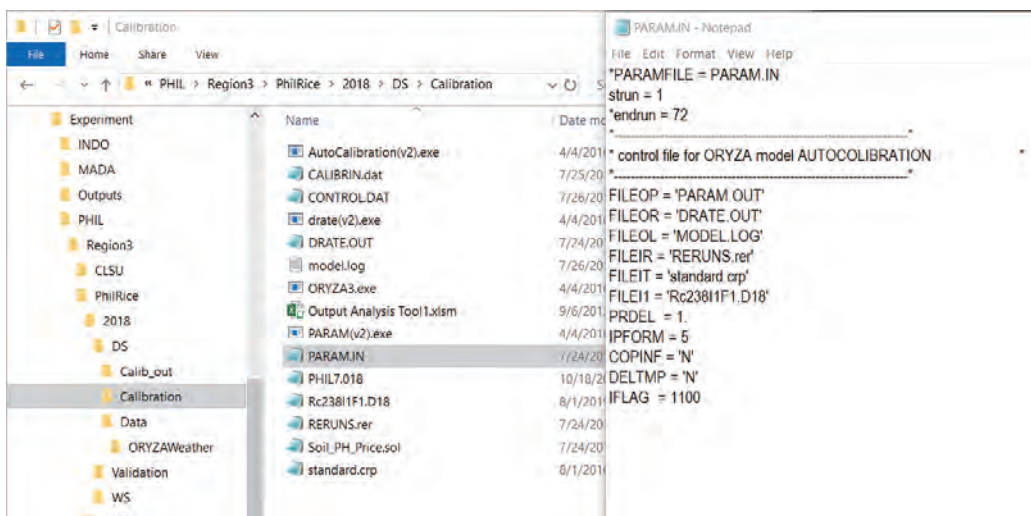 Calibration
File Home Share View
« PHIL > Region3 > PhilRice > 2018 > DS > Calibration
Experiment
INDO
MADA
Outputs
PHIL
Region3
CLSU
PhilRice
2018
DS
Calib_out
Calibration
Data
ORYZAWeather
Validation
WS
Name Date mo
AutoCalibration(v2).exe 4/4/201
CALIBRIN.dat 7/25/20
CONTROL.DAT 7/26/20
drate(v2).exe 4/4/201
DRATE.OUT 7/24/20
model.log 7/26/20
ORYZA3.exe 4/4/201
Output Analysis Tool1.xlsm 9/6/201
PARAM(v2).exe 4/4/201
PARAM.IN 7/24/20
PHIL7.018 10/18/2
Rc238I1F1.D18 8/1/201
RERUNS.rer 7/24/20
Soil_PH_Price.sol 7/24/20
standard.crp 8/1/201
PARAM.IN - Notepad
File Edit Format View Help
*PARAMFILE = PARAM.IN
strun = 1
*endrun = 72
*----------------------------------------------------------------------*
* control file for ORYZA model AUTOCOLIBRATION *
*----------------------------------------------------------------------*
FILEOP = 'PARAM.OUT'
FILEOR = 'DRATE.OUT'
FILEOL = 'MODEL.LOG'
FILEIR = 'RERUNS.rer'
FILEIT = 'standard.crp'
FILEI1 = 'Rc238I1F1.D18'
PRDEL = 1.
IPFORM = 5
COPINF = 'N'
DELTMP = 'N'
IFLAG = 1100